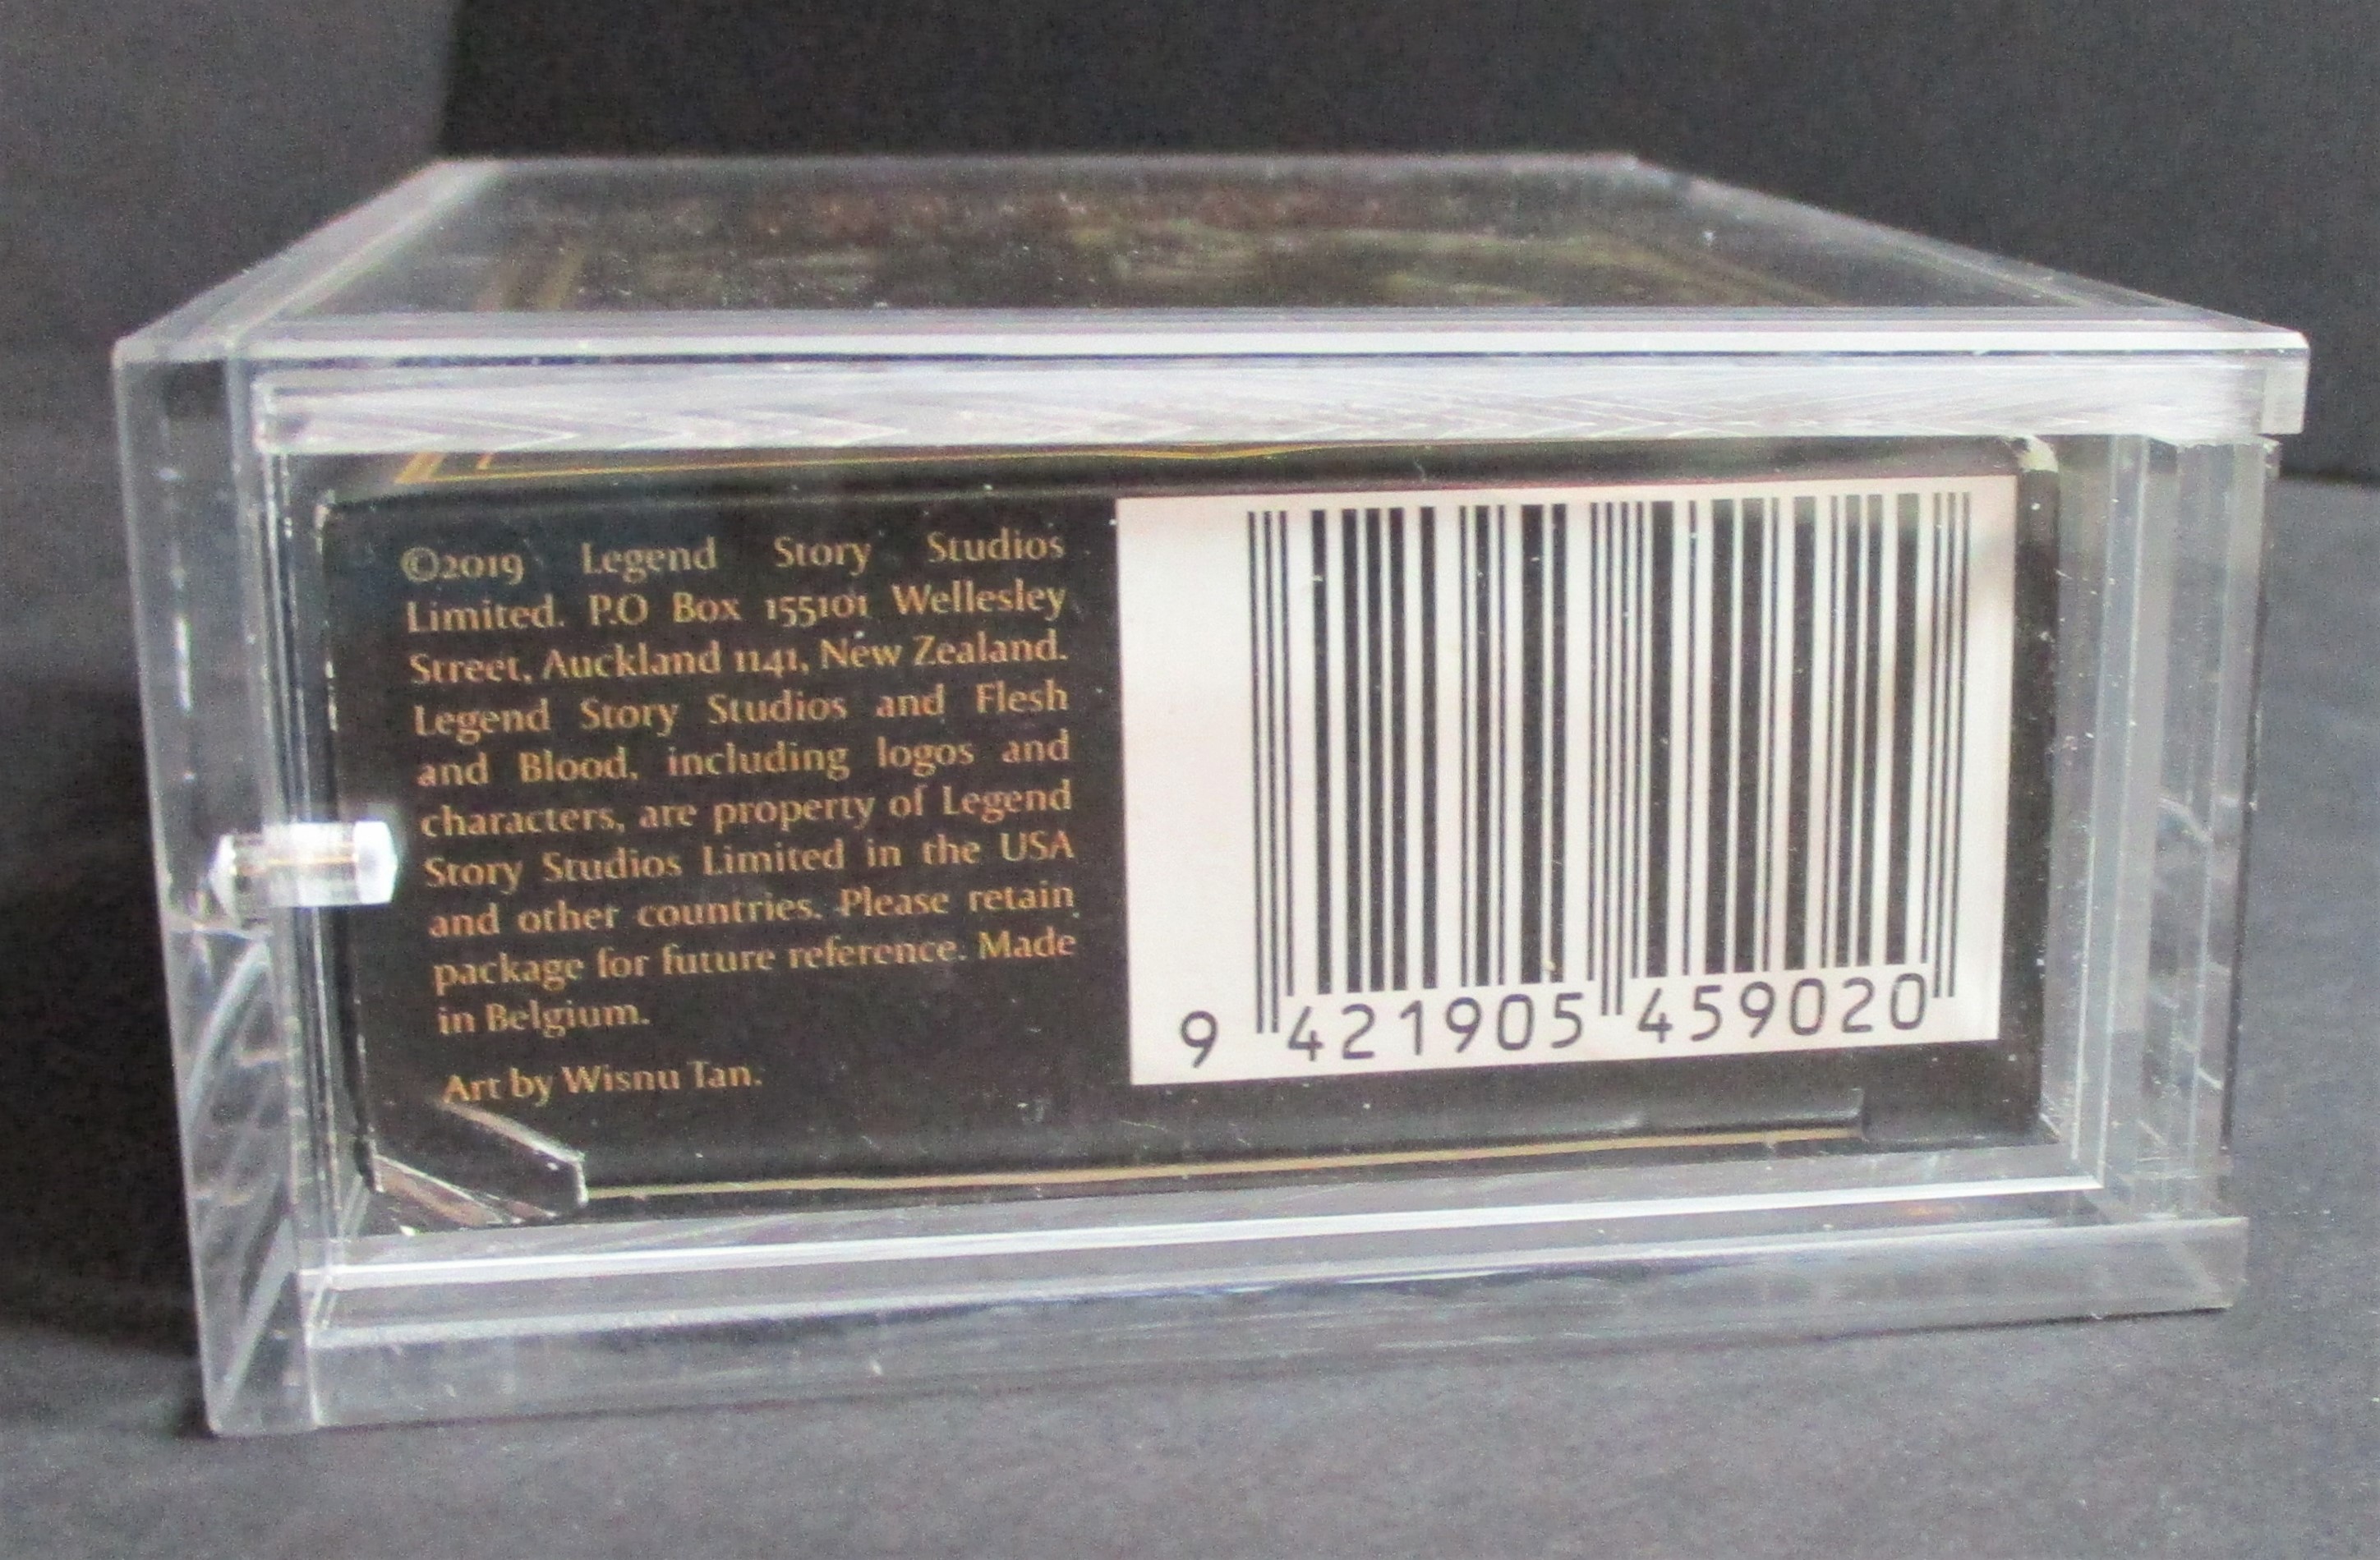 ©2019 Legend Story Studios
Limited. P.O Box 155101 Wellesley
Street, Auckland 1141, New Zealand.
Legend Story Studios and Flesh
and Blood, including logos and
characters, are property of Legend
Story Studios Limited in the USA
and other countries. Please retain
package for future reference. Made
in Belgium.
Art by Wisnu Tan.
9 421905 459020